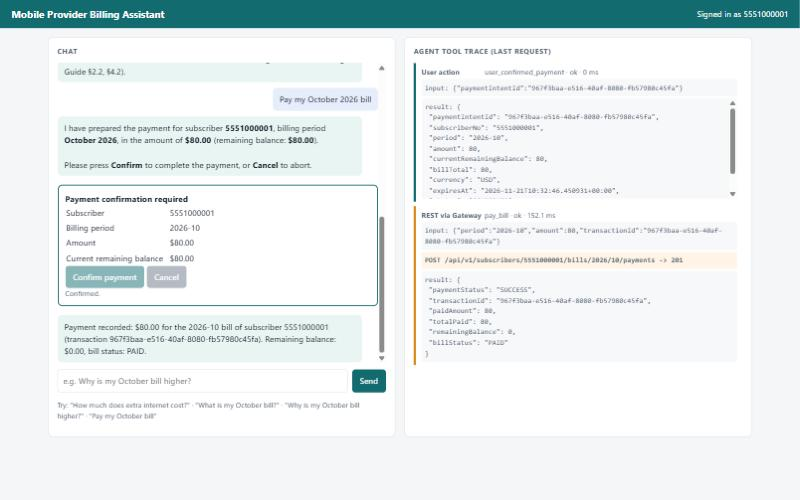 Mobile Provider Billing Assistant
Signed in as 5551000001
CHAT
Guide §2.2, §4.2).
Pay my October 2026 bill
I have prepared the payment for subscriber 5551000001, billing period
October 2026, in the amount of $80.00 (remaining balance: $80.00).
Please press Confirm to complete the payment, or Cancel to abort.
Payment confirmation required
Subscriber 5551000001
Billing period 2026-10
Amount $80.00
Current remaining balance $80.00
Confirm payment Cancel
Confirmed.
Payment recorded: $80.00 for the 2026-10 bill of subscriber 5551000001
(transaction 967f3baa-e516-40af-8080-fb57980c45fa). Remaining balance:
$0.00, bill status: PAID.
e.g. Why is my October bill higher? Send
Try: "How much does extra internet cost?" · "What is my October bill?" · "Why is my October bill
higher?" · "Pay my October bill"
AGENT TOOL TRACE (LAST REQUEST)
User action user_confirmed_payment · ok · 0 ms
input: {"paymentIntentId":"967f3baa-e516-40af-8080-fb57980c45fa"}
result: {
"paymentIntentId": "967f3baa-e516-40af-8080-fb57980c45fa",
"subscriberNo": "5551000001",
"period": "2026-10",
"amount": 80,
"currentRemainingBalance": 80,
"billTotal": 80,
"currency": "USD",
"expiresAt": "2026-11-21T10:32:46.450931+00:00",
REST via Gateway pay_bill · ok · 152.1 ms
input: {"period":"2026-10","amount":80,"transactionId":"967f3baa-e516-40af-
8080-fb57980c45fa"}
POST /api/v1/subscribers/5551000001/bills/2026/10/payments -> 201
result: {
"paymentStatus": "SUCCESS",
"transactionId": "967f3baa-e516-40af-8080-fb57980c45fa",
"paidAmount": 80,
"totalPaid": 80,
"remainingBalance": 0,
"billStatus": "PAID"
}